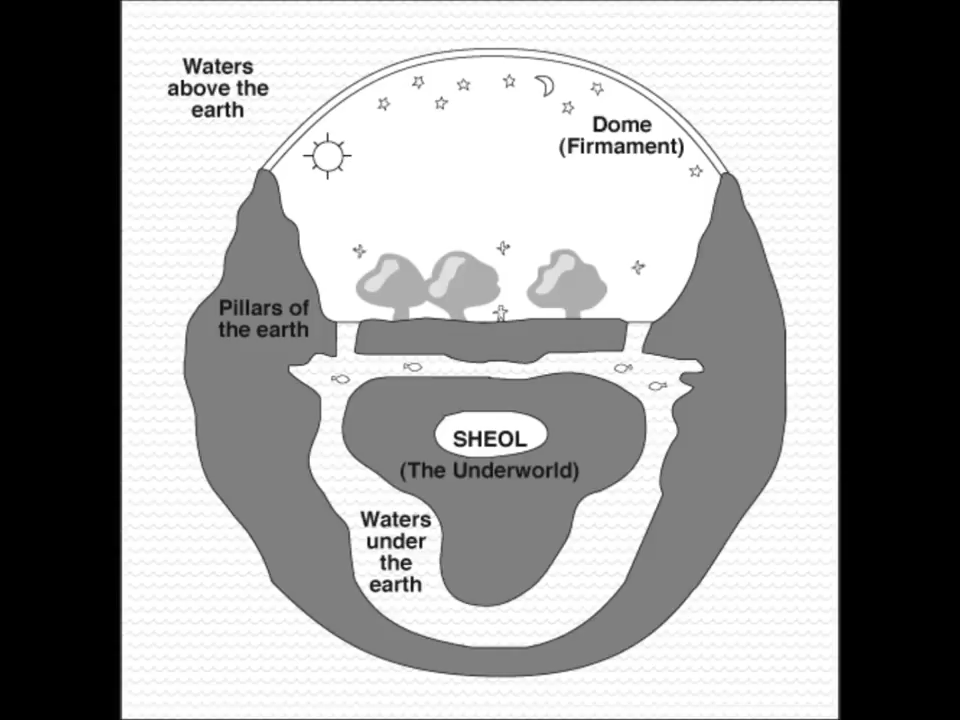 Waters
above the
earth
Dome
(Firmament)
Pillars of
the earth
SHEOL
(The Underworld)
Waters
under
the
earth